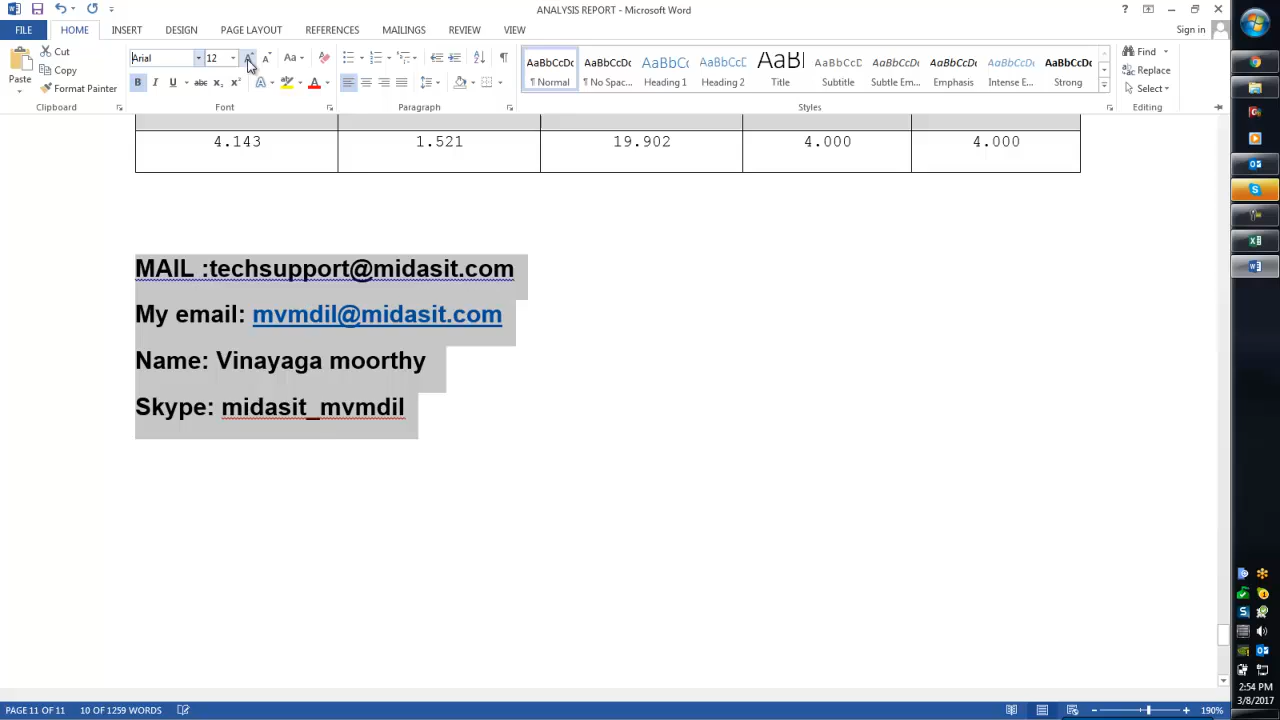 ANALYSIS REPORT - Microsoft Word
FILE HOME INSERT DESIGN PAGE LAYOUT REFERENCES MAILINGS REVIEW VIEW Sign in
Paste
Cut
Copy
Format Painter
Clipboard
Arial 12
Font
Paragraph
AaBbCcDc AaBbCcDc AaBbCc AaBbCcD AaBl AaBbCcD AaBbCcDc AaBbCcDc AaBbCcDc AaBbCcDc
¶ Normal ¶ No Spac... Heading 1 Heading 2 Title Subtitle Subtle Em... Emphasis Intense E... Strong
Styles
Find
Replace
Select
Editing
4.143 1.521 19.902 4.000 4.000
MAIL :techsupport@midasit.com
My email: mvmdil@midasit.com
Name: Vinayaga moorthy
Skype: midasit_mvmdil
PAGE 11 OF 11 10 OF 1259 WORDS 190%
2:54 PM
3/8/2017